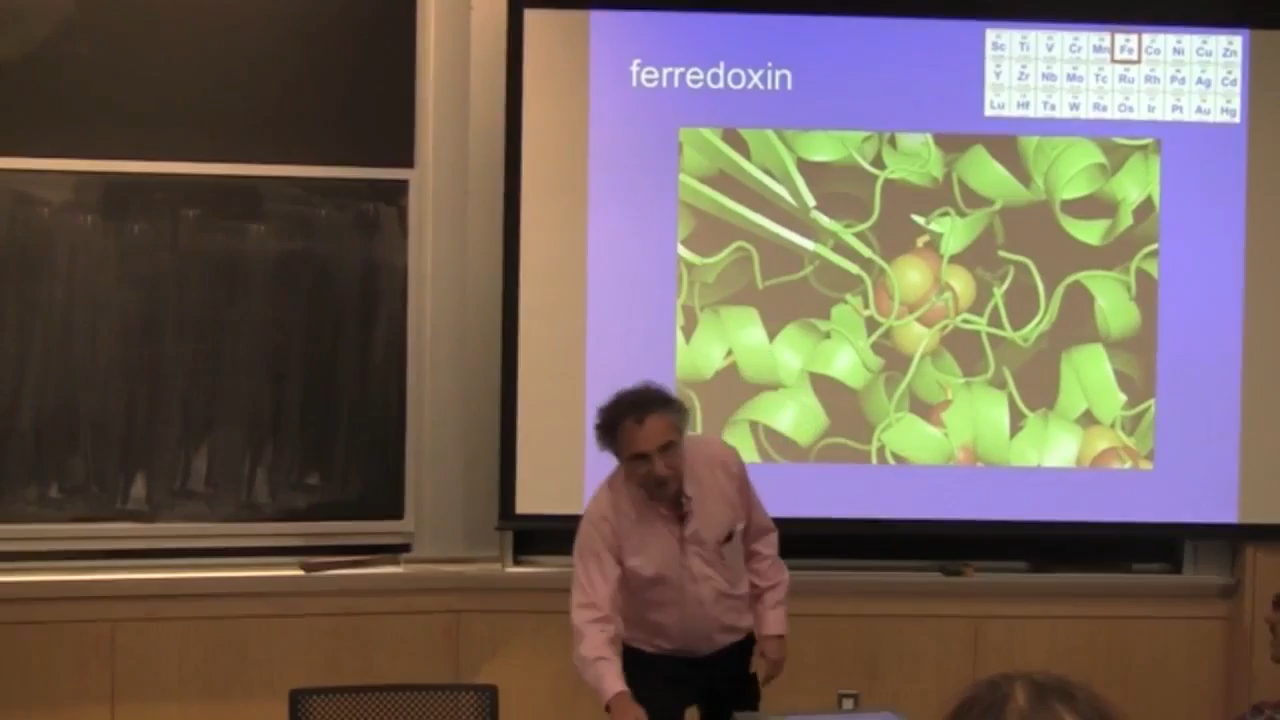 ferredoxin
Sc Ti V Cr Mn Fe Co Ni Cu Zn
Y Zr Nb Mo Tc Ru Rh Pd Ag Cd
Lu Hf Ta W Re Os Ir Pt Au Hg